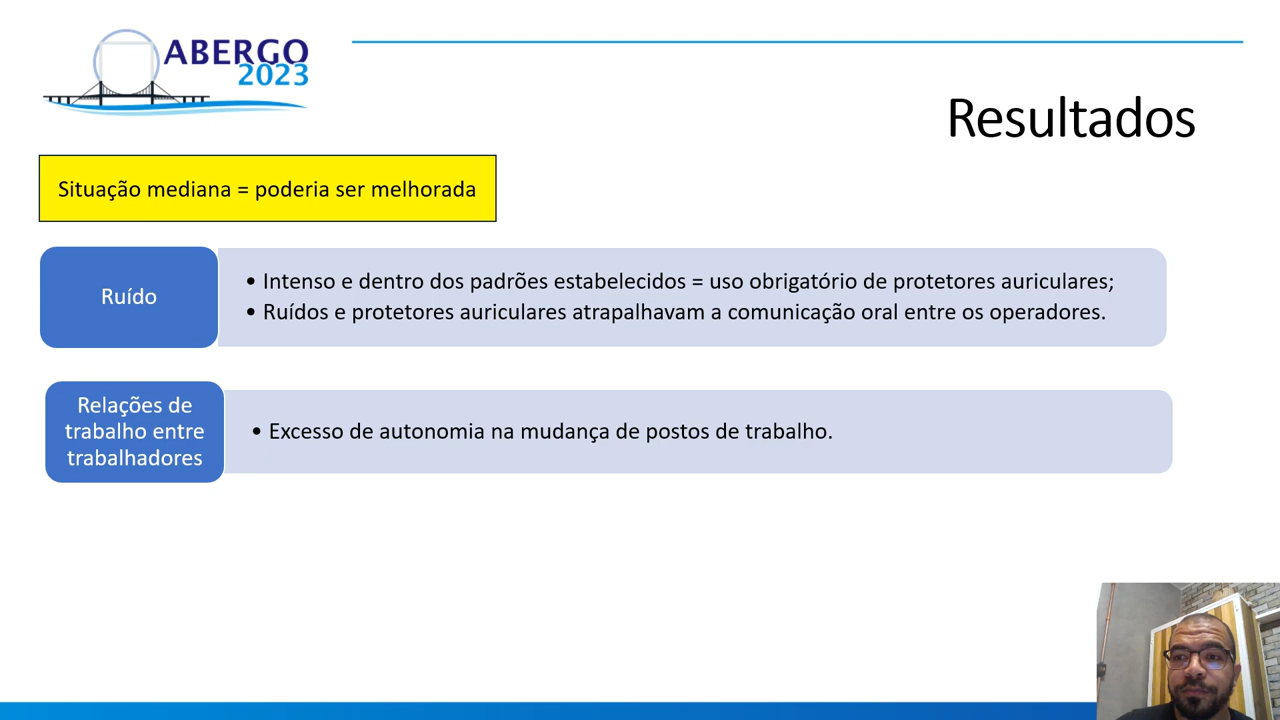 ABERGO
2023
Resultados
Situação mediana = poderia ser melhorada
Ruído
• Intenso e dentro dos padrões estabelecidos = uso obrigatório de protetores auriculares;
• Ruídos e protetores auriculares atrapalhavam a comunicação oral entre os operadores.
Relações de
trabalho entre
trabalhadores
• Excesso de autonomia na mudança de postos de trabalho.